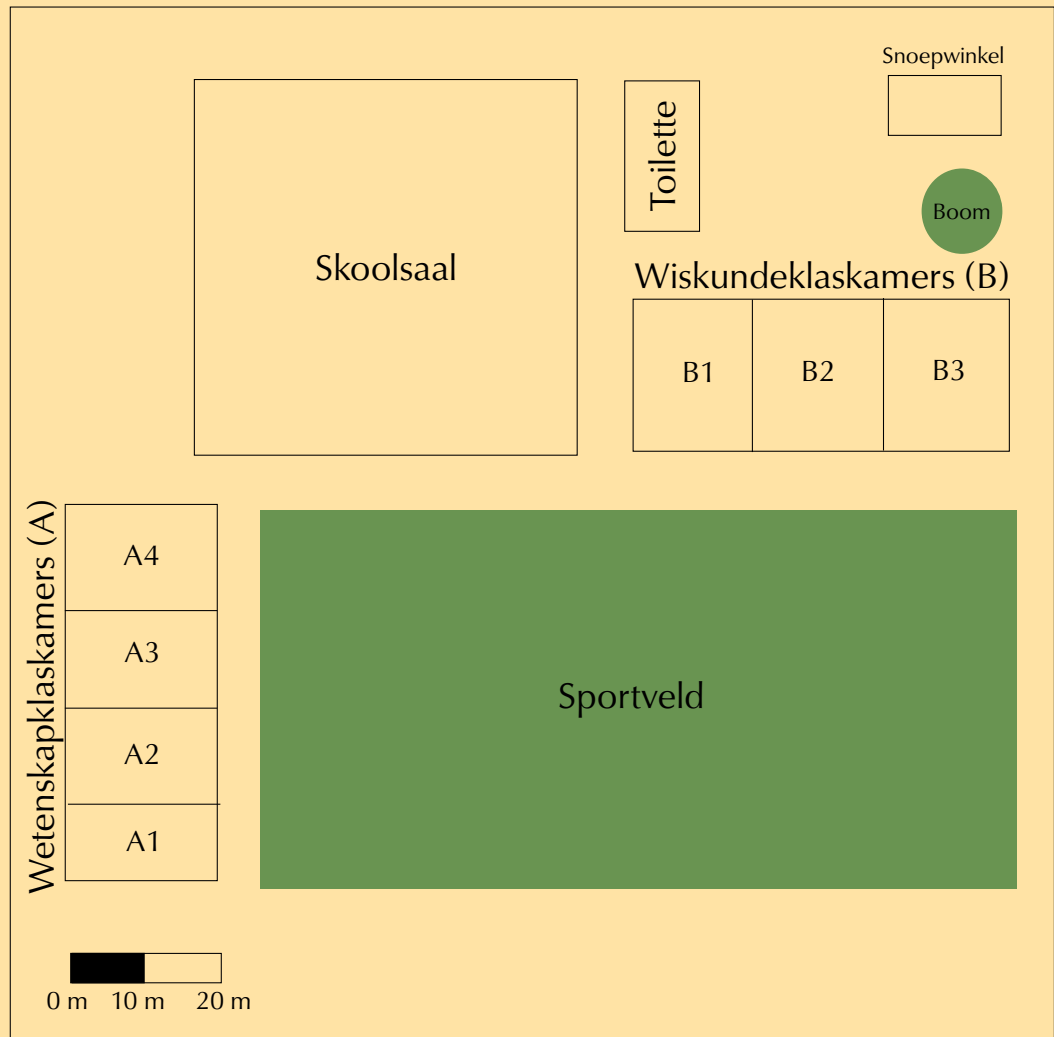 Snoepwinkel
Toilette
Boom
Skoolsaal
Wiskundeklaskamers (B)
B1
B2
B3
Wetenskapklaskamers (A)
A4
A3
A2
A1
Sportveld
0 m 10 m 20 m